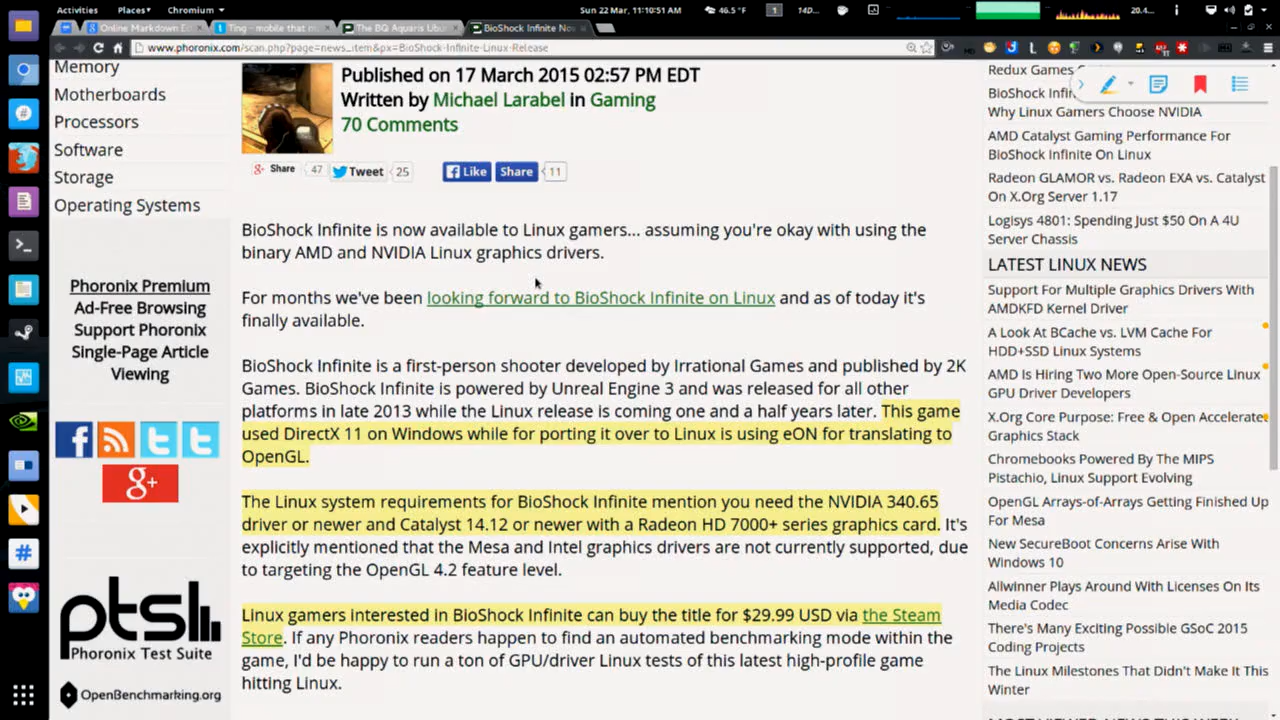 Activities Places Chromium Sun 22 Mar, 11:10:51 AM 46.5 °F 1 14D... 20.4...
Online Markdown Ed
Ting – mobile that m
The BQ Aquaris Ubun
BioShock Infinite Now
www.phoronix.com/scan.php?page=news_item&px=BioShock-Infinite-Linux-Release
Memory
Motherboards
Processors
Software
Storage
Operating Systems
Phoronix Premium
Ad-Free Browsing
Support Phoronix
Single-Page Article
Viewing
g+
pts
Phoronix Test Suite
OpenBenchmarking.org
Published on 17 March 2015 02:57 PM EDT
Written by Michael Larabel in Gaming
70 Comments
Share 47 Tweet 25 Like Share 11
BioShock Infinite is now available to Linux gamers... assuming you're okay with using the
binary AMD and NVIDIA Linux graphics drivers.
For months we've been looking forward to BioShock Infinite on Linux and as of today it's
finally available.
BioShock Infinite is a first-person shooter developed by Irrational Games and published by 2K
Games. BioShock Infinite is powered by Unreal Engine 3 and was released for all other
platforms in late 2013 while the Linux release is coming one and a half years later. This game
used DirectX 11 on Windows while for porting it over to Linux is using eON for translating to
OpenGL.
The Linux system requirements for BioShock Infinite mention you need the NVIDIA 340.65
driver or newer and Catalyst 14.12 or newer with a Radeon HD 7000+ series graphics card. It's
explicitly mentioned that the Mesa and Intel graphics drivers are not currently supported, due
to targeting the OpenGL 4.2 feature level.
Linux gamers interested in BioShock Infinite can buy the title for $29.99 USD via the Steam
Store. If any Phoronix readers happen to find an automated benchmarking mode within the
game, I'd be happy to run a ton of GPU/driver Linux tests of this latest high-profile game
hitting Linux.
Redux Games
BioShock Infin
Why Linux Gamers Choose NVIDIA
AMD Catalyst Gaming Performance For
BioShock Infinite On Linux
Radeon GLAMOR vs. Radeon EXA vs. Catalyst
On X.Org Server 1.17
Logisys 4801: Spending Just $50 On A 4U
Server Chassis
LATEST LINUX NEWS
Support For Multiple Graphics Drivers With
AMDKFD Kernel Driver
A Look At BCache vs. LVM Cache For
HDD+SSD Linux Systems
AMD Is Hiring Two More Open-Source Linux
GPU Driver Developers
X.Org Core Purpose: Free & Open Accelerate
Graphics Stack
Chromebooks Powered By The MIPS
Pistachio, Linux Support Evolving
OpenGL Arrays-of-Arrays Getting Finished Up
For Mesa
New SecureBoot Concerns Arise With
Windows 10
Allwinner Plays Around With Licenses On Its
Media Codec
There's Many Exciting Possible GSoC 2015
Coding Projects
The Linux Milestones That Didn't Make It This
Winter
MOST VIEWED NEWS THIS WEEK